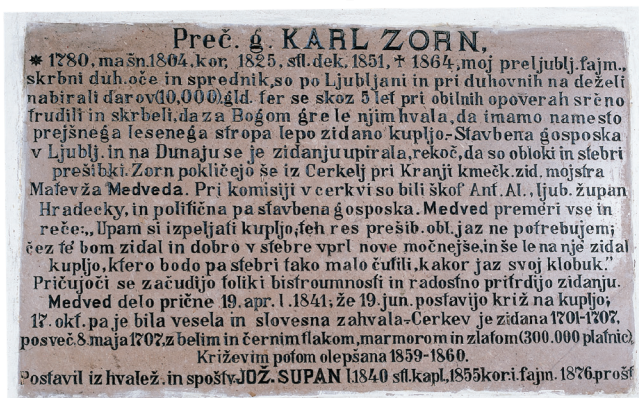 Preč. g. KARL ZORN,
* 1780, mašn. 1804, kor. 1825, stl. dek. 1851, † 1864, moj preljublj. fajm.,
skrbni duh. oče in sprednik, so po Ljubljani in pri duhovnih na deželi
nabirali darov (10,000) gld. ter se skoz 5 let pri obilnih opoverah srčno
trudili in skrbeli, da za Bogom gre le njim hvala, da imamo namesto
prejšnega lesenega stropa lepo zidano kupljo.- Stavbena gosposka
v Ljublj. in na Dunaju se je zidanju upirala, rekoč, da so oboki in stebri
prešibki. Zorn pokličejo še iz Cerkelj pri Kranji kmečk. zid. mojstra
Matevža Medveda. Pri komisiji v cerkvi so bili škof Ant. Al., ljub. župan
Hradecky, in politična pa stavbena gosposka. Medved premeri vse in
reče: „Upam si izpeljati kupljo, teh res prešib. obl. jaz ne potrebujem;
čez te bom zidal in dobro v stebre vprl nove močnejše, in še le na nje zidal
kupljo, ktero bodo pa stebri tako malo čutili, kakor jaz svoj klobuk."
Pričujoči se začudijo toliki bistroumnosti in radostno pritrdijo zidanju.
Medved delo prične 19. apr. l. 1841; že 19. jun. postavijo križ na kupljo;
17. okt. pa je bila vesela in slovesna zahvala.- Cerkev je zidana 1701-1707,
posveč. 8. maja 1707, z belim in černim tlakom, marmorom in zlatom (300.000 platnic)
Križevim potom olepšana 1859-1860.
Postavil iz hvalež. in spoštv. JOŽ. SUPAN l. 1840 stl. kapl., 1855 kor. i. fajm. 1876. prošt